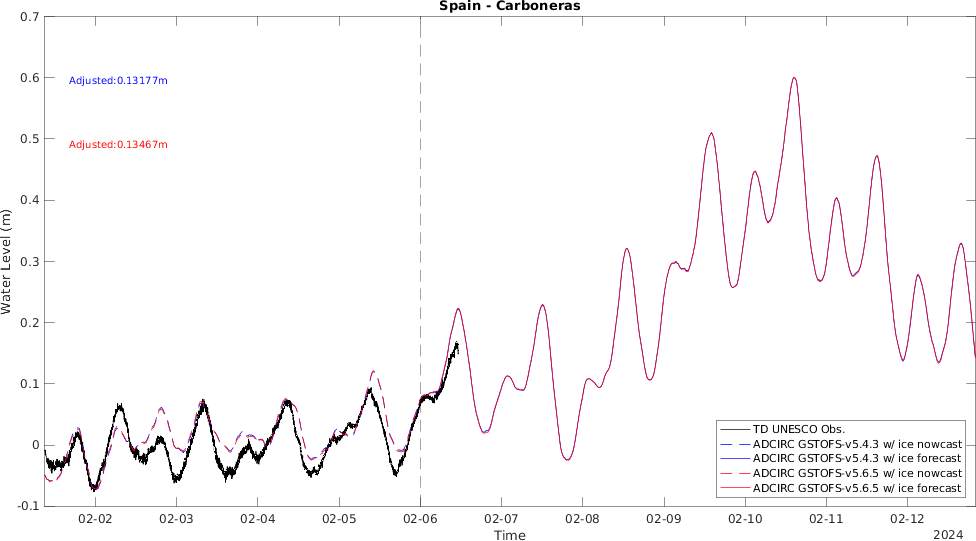 Spain - Carboneras
0.7
0.6
0.5
0.4
0.3
0.2
0.1
0
-0.1
Water Level (m)
Adjusted:0.13177m
Adjusted:0.13467m
TD UNESCO Obs.
ADCIRC GSTOFS-v5.4.3 w/ ice nowcast
ADCIRC GSTOFS-v5.4.3 w/ ice forecast
ADCIRC GSTOFS-v5.6.5 w/ ice nowcast
ADCIRC GSTOFS-v5.6.5 w/ ice forecast
02-02 02-03 02-04 02-05 02-06 02-07 02-08 02-09 02-10 02-11 02-12
Time
2024